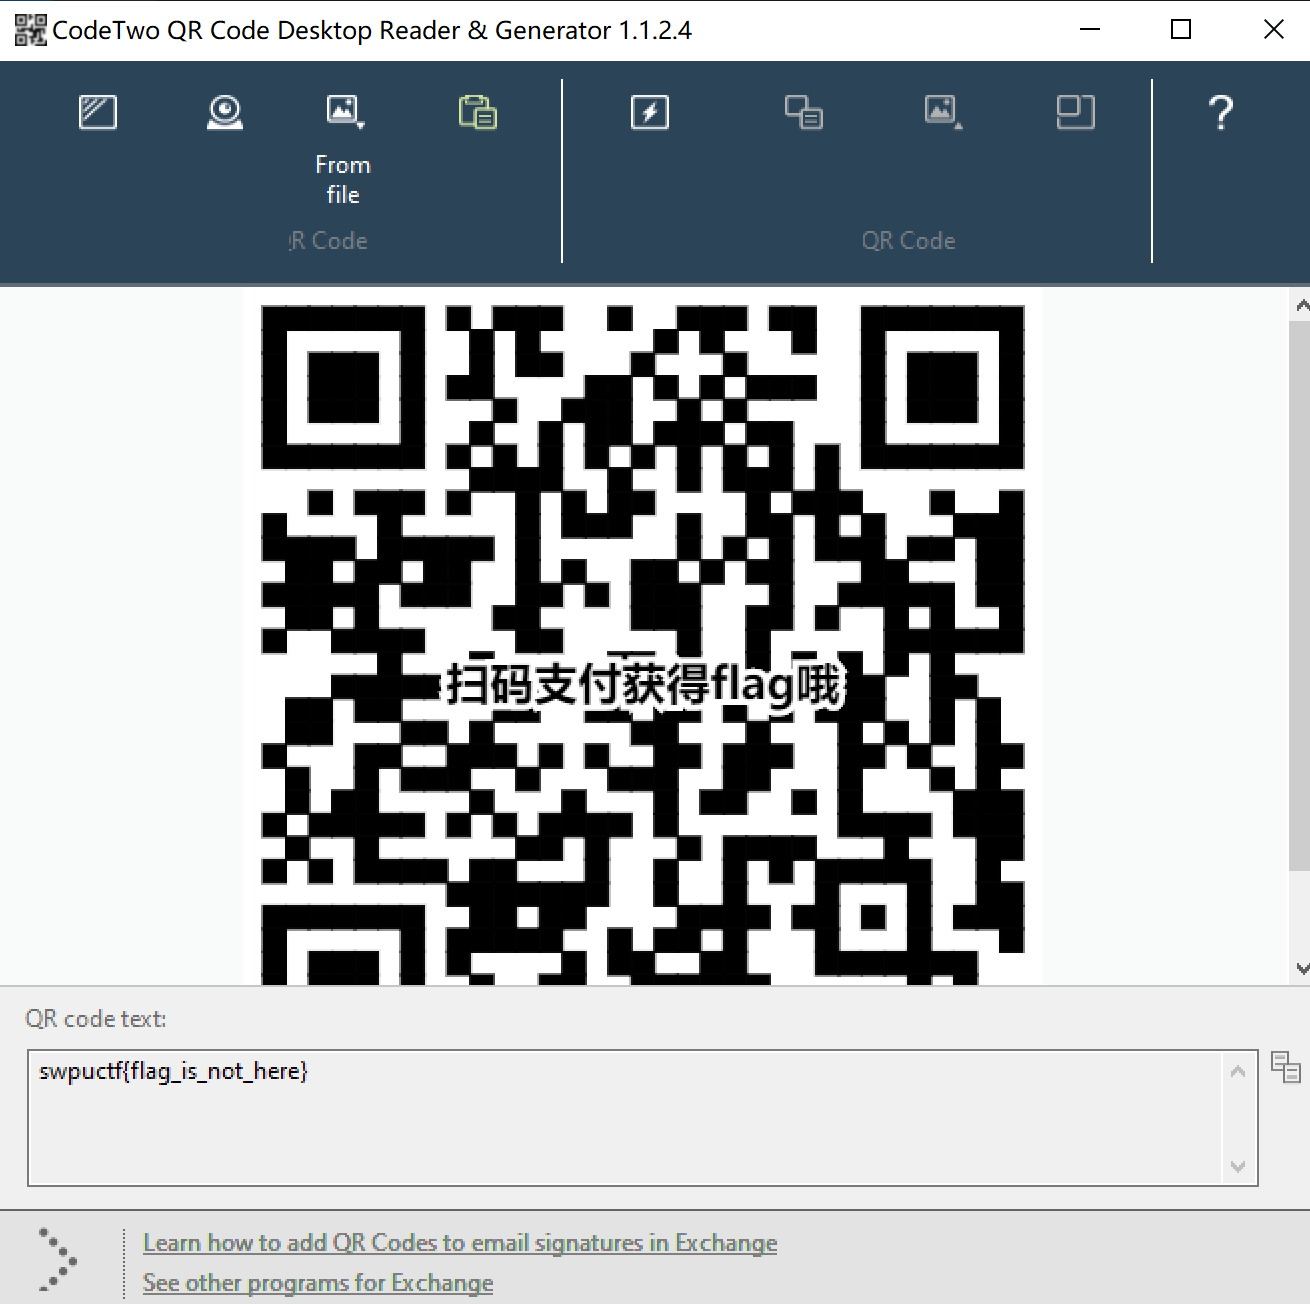 CodeTwo QR Code Desktop Reader & Generator 1.1.2.4
From
file
R Code
QR Code
扫码支付获得flag哦
QR code text:
swpuctf{flag_is_not_here}
Learn how to add QR Codes to email signatures in Exchange
See other programs for Exchange